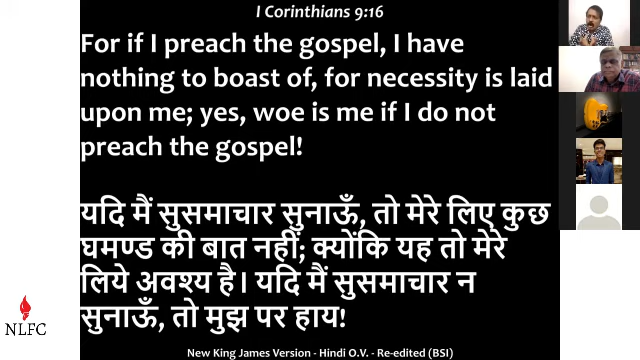 I Corinthians 9:16
For if I preach the gospel, I have
nothing to boast of, for necessity is laid
upon me; yes, woe is me if I do not
preach the gospel!
यदि मैं सुसमाचार सुनाऊँ, तो मेरे लिए कुछ
घमण्ड की बात नहीं; क्योंकि यह तो मेरे
लिये अवश्य है। यदि मैं सुसमाचार न
सुनाऊँ, तो मुझ पर हाय!
NLFC
New King James Version - Hindi O.V. - Re-edited (BSI)